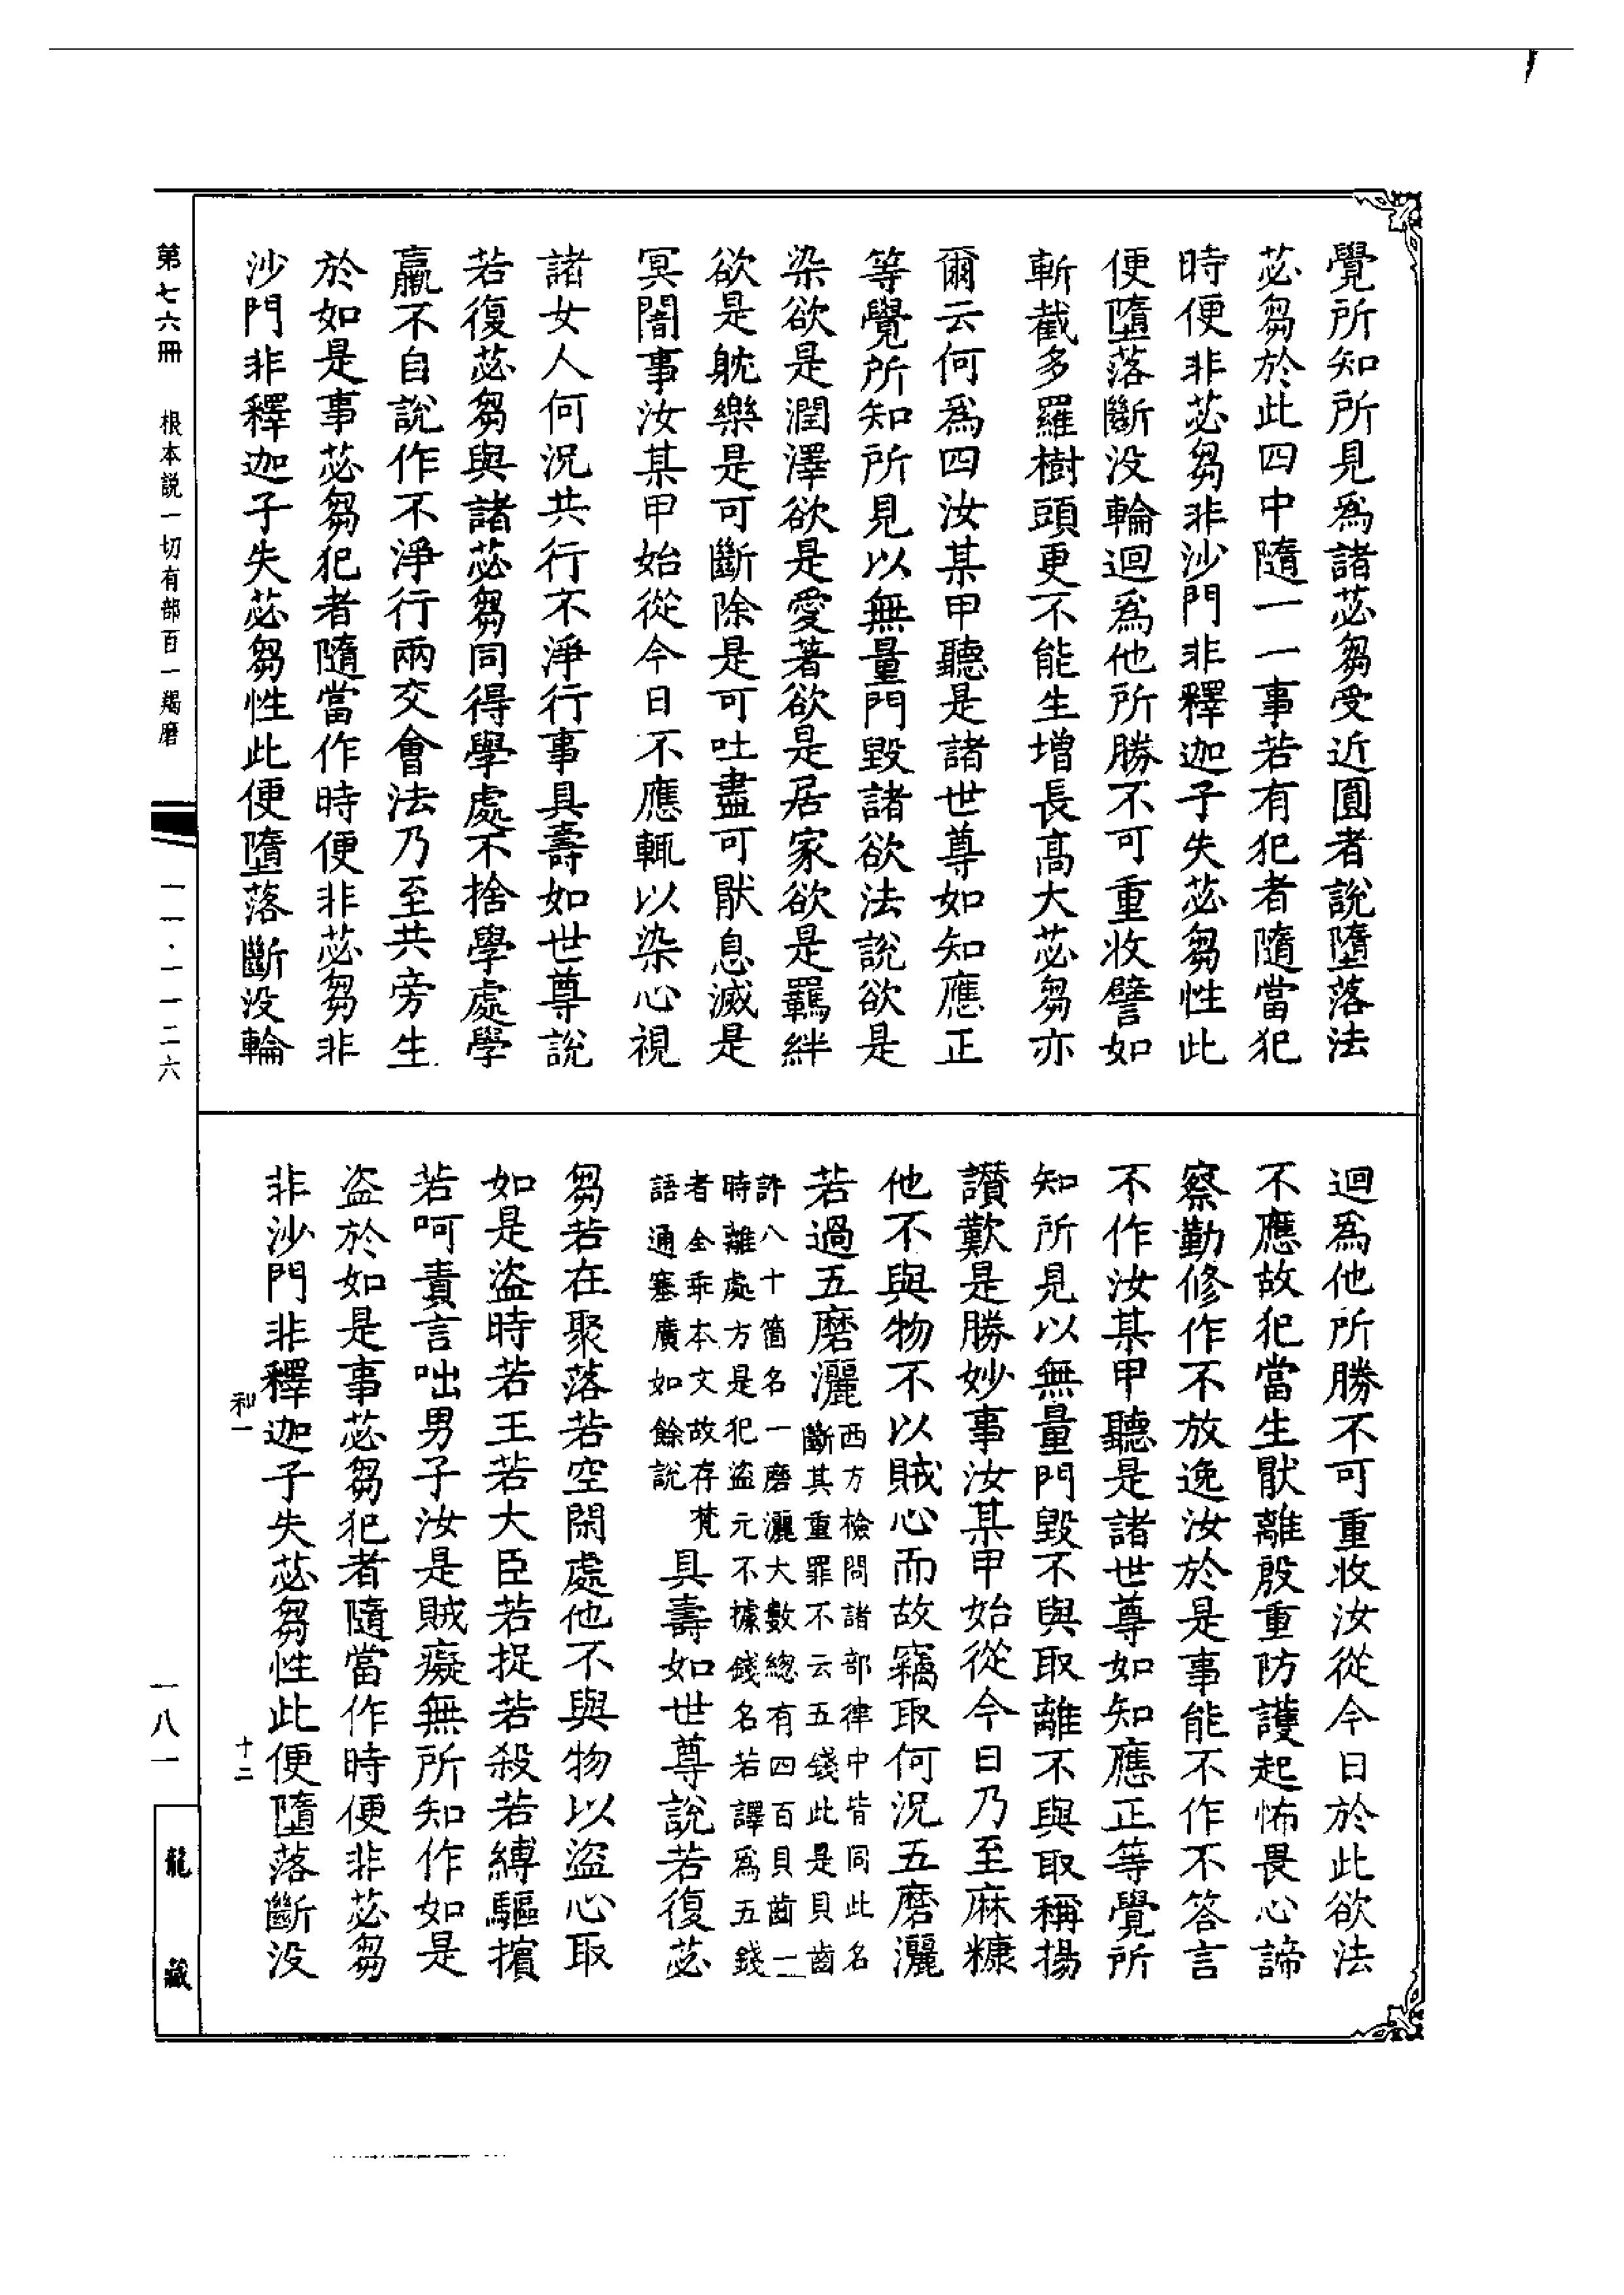 覺所知所見爲諸苾芻受近圓者說墮落法
苾芻於此四中隨一一事若有犯者隨當犯
時便非苾芻非沙門非釋迦子失苾芻性此
便墮落斷没輪迴爲他所勝不可重收譬如
斬截多羅樹頭更不能生增長高大苾芻亦
爾云何爲四汝某甲聽是諸世尊如知應正
等覺所知所見以無量門毀諸欲法說欲是
染欲是潤澤欲是愛著欲是居家欲是羈絆
欲是躭樂是可斷除是可吐盡可猒息滅是
冥闇事汝某甲始從今日不應輒以染心視
諸女人何況共行不淨行事具壽如世尊說
若復苾芻與諸苾芻同得學處不捨學處學
羸不自說作不淨行兩交會法乃至共旁生
於如是事苾芻犯者隨當作時便非苾芻非
沙門非釋迦子失苾芻性此便墮落斷没輪
迴爲他所勝不可重收汝從今日於此欲法
不應故犯當生猒離殷重防護起怖畏心諦
察勤修作不放逸汝於是事能不作不答言
不作汝某甲聽是諸世尊如知應正等覺所
知所見以無量門毀不與取離不與取稱揚
讚歎是勝妙事汝某甲始從今日乃至麻糠
他不與物不以賊心而故竊取何況五磨灑
若過五磨灑
西方檢問諸部律中皆同此名
斷其重罪不云五錢此是貝齒
許八十箇名一磨灑大數總有四百貝齒一
時離處方是犯盜元不據錢名若譯爲五錢
者全乖本文故存梵
語通塞廣如餘說
具壽如世尊說若復苾
芻若在聚落若空閑處他不與物以盜心取
如是盜時若王若大臣若捉若殺若縛驅擯
若呵責言咄男子汝是賊癡無所知作如是
盜於如是事苾芻犯者隨當作時便非苾芻
非沙門非釋迦子失苾芻性此便墮落斷没
和一
十二
第七六冊
根本説一切有部百一羯磨
一一·一一二六
一八一
龍藏